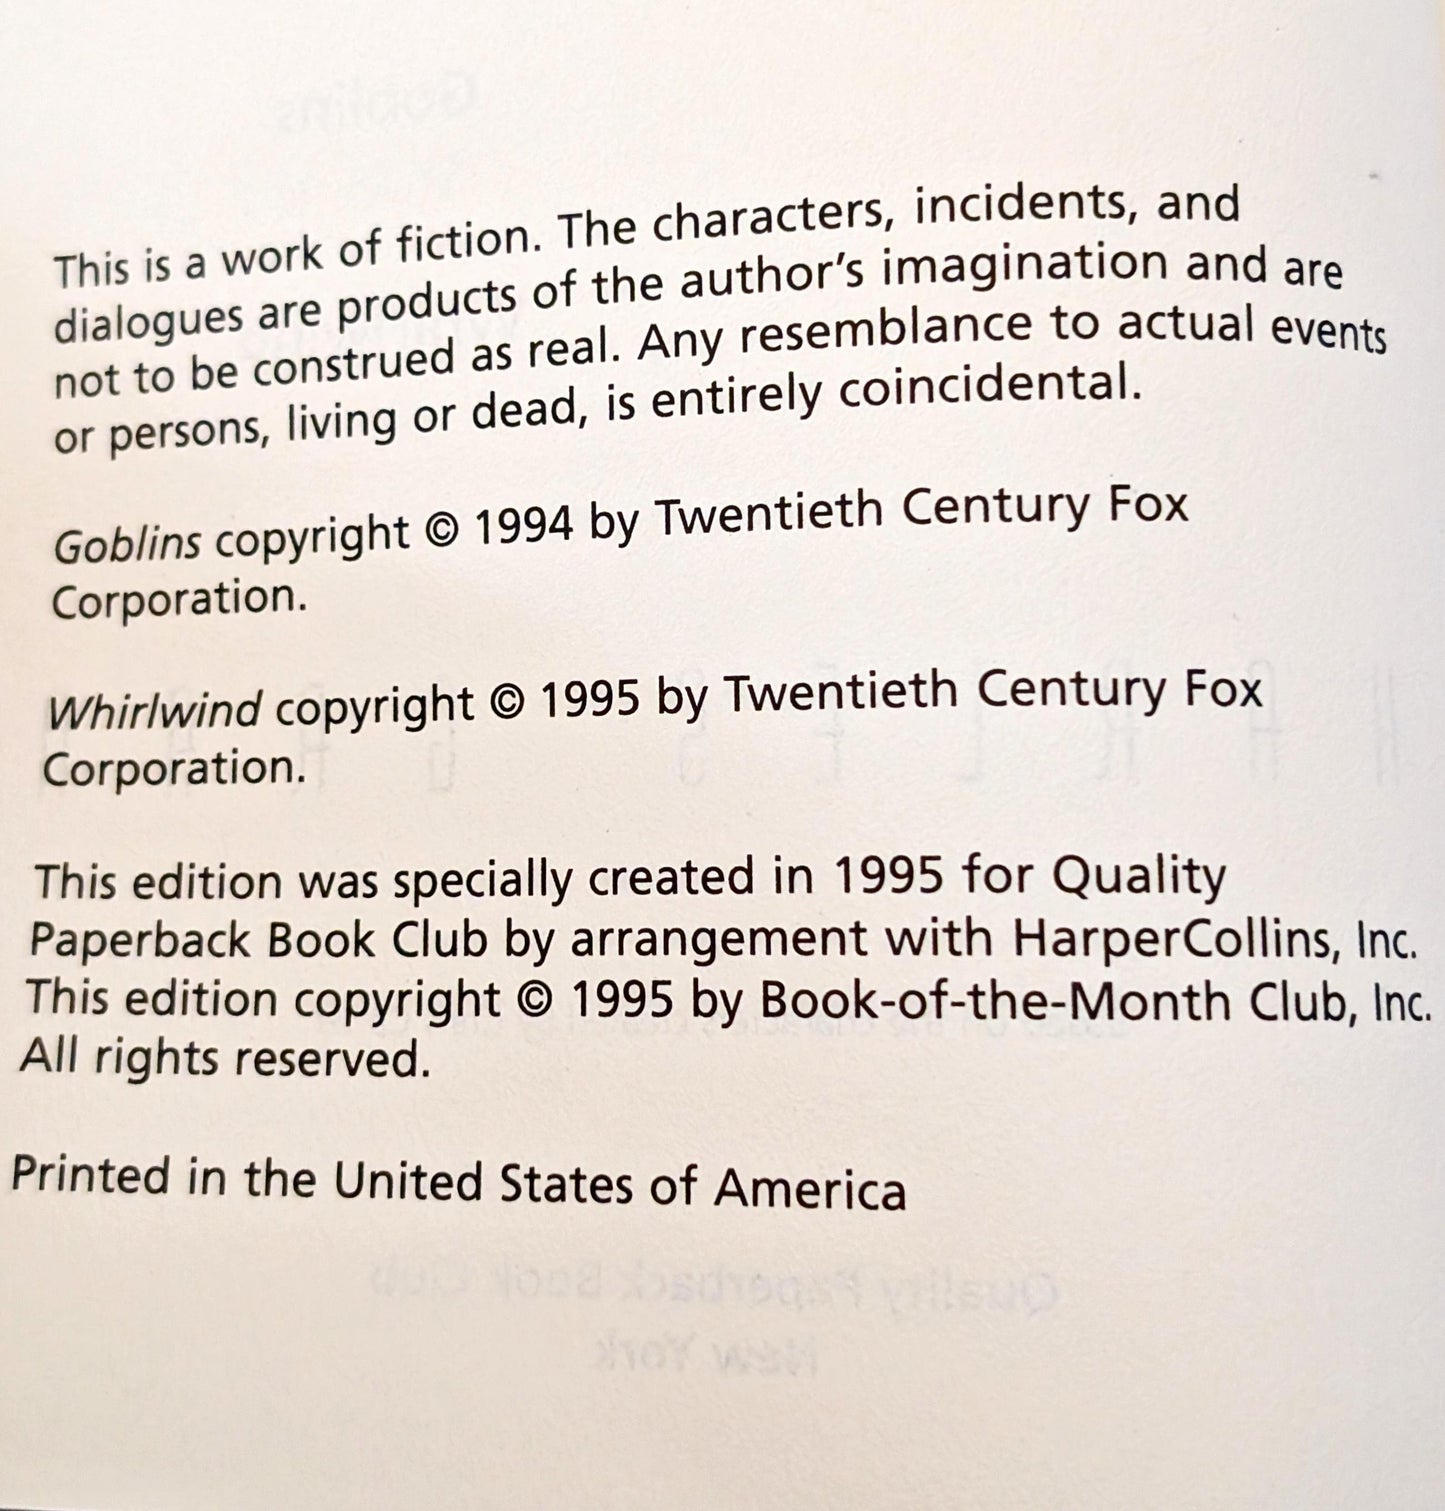 This is a work of fiction. The characters, incidents, and
dialogues are products of the author's imagination and are
not to be construed as real. Any resemblance to actual events
or persons, living or dead, is entirely coincidental.
Goblins copyright © 1994 by Twentieth Century Fox
Corporation.
Whirlwind copyright © 1995 by Twentieth Century Fox
Corporation.
This edition was specially created in 1995 for Quality
Paperback Book Club by arrangement with HarperCollins, Inc.
This edition copyright © 1995 by Book-of-the-Month Club, Inc.
All rights reserved.
Printed in the United States of America